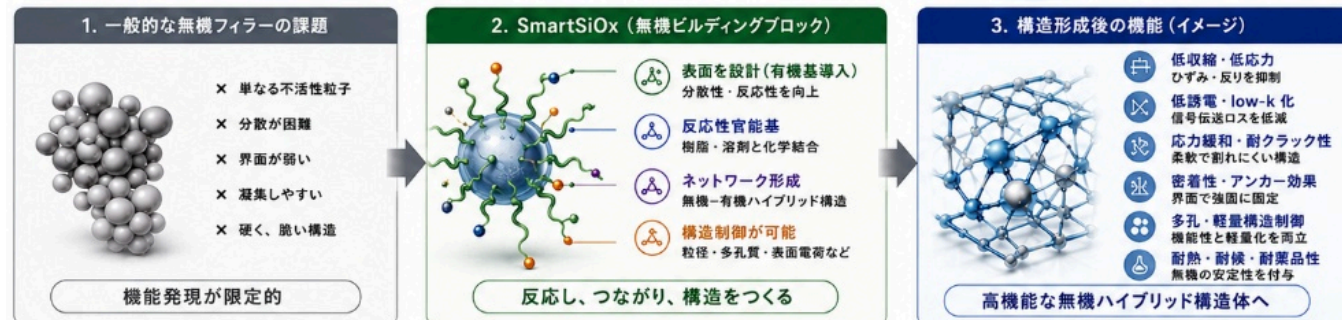 1. 一般的な無機フィラーの課題
× 単なる不活性粒子
× 分散が困難
× 界面が弱い
× 凝集しやすい
× 硬く、脆い構造
機能発現が限定的
2. SmartSiOx（無機ビルディングブロック）
表面を設計（有機基導入）
分散性・反応性を向上
反応性官能基
樹脂・溶剤と化学結合
ネットワーク形成
無機−有機ハイブリッド構造
構造制御が可能
粒径・多孔質・表面電荷など
反応し、つながり、構造をつくる
3. 構造形成後の機能（イメージ）
低収縮・低応力
ひずみ・反りを抑制
低誘電・low-k 化
信号伝送ロスを低減
応力緩和・耐クラック性
柔軟で割れにくい構造
密着性・アンカー効果
界面で強固に固定
多孔・軽量構造制御
機能性と軽量化を両立
耐熱・耐候・耐薬品性
無機の安定性を付与
高機能な無機ハイブリッド構造体へ